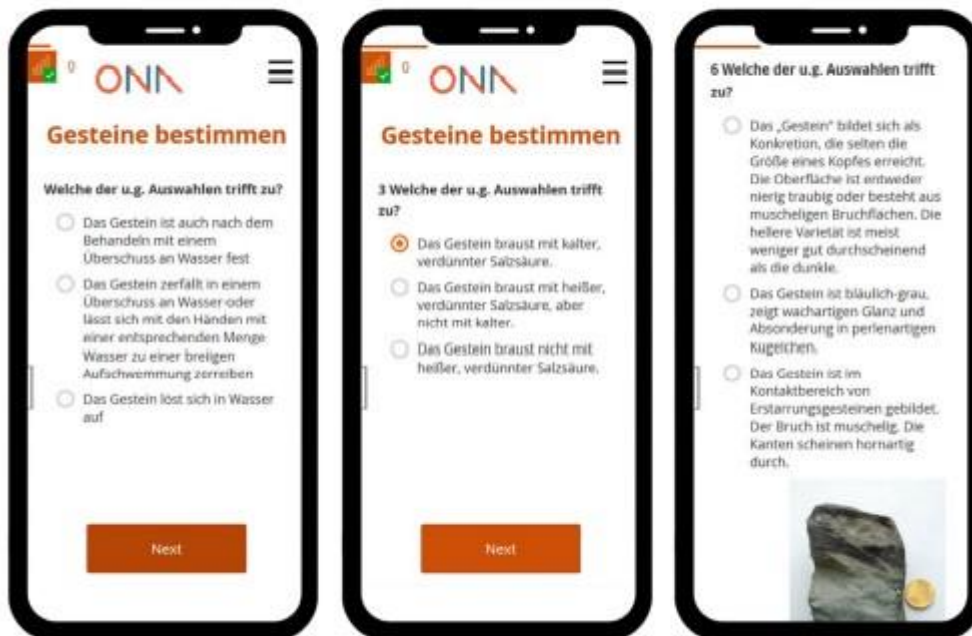 0
ONA
Gesteine bestimmen
Welche der u.g. Auswahlen trifft zu?
Das Gestein ist auch nach dem
Behandeln mit einem
Überschuss an Wasser fest
Das Gestein zerfällt in einem
Überschuss an Wasser oder
lässt sich mit den Händen mit
einer entsprechenden Menge
Wasser zu einer breiigen
Aufschwemmung zerreiben
Das Gestein löst sich in Wasser
auf
Next
0
ONA
Gesteine bestimmen
3 Welche der u.g. Auswahlen trifft
zu?
Das Gestein braust mit kalter,
verdünnter Salzsäure.
Das Gestein braust mit heißer,
verdünnter Salzsäure, aber
nicht mit kalter.
Das Gestein braust nicht mit
heißer, verdünnter Salzsäure.
Next
6 Welche der u.g. Auswahlen trifft
zu?
Das „Gestein" bildet sich als
Konkretion, die selten die
Größe eines Kopfes erreicht.
Die Oberfläche ist entweder
nierig traubig oder besteht aus
muscheligen Bruchflächen. Die
hellere Varietät ist meist
weniger gut durchscheinend
als die dunkle.
Das Gestein ist bläulich-grau,
zeigt wachartigen Glanz und
Absonderung in perlenartigen
Kügelchen.
Das Gestein ist im
Kontaktbereich von
Erstarrungsgesteinen gebildet.
Der Bruch ist muschelig. Die
Kanten scheinen hornartig
durch.